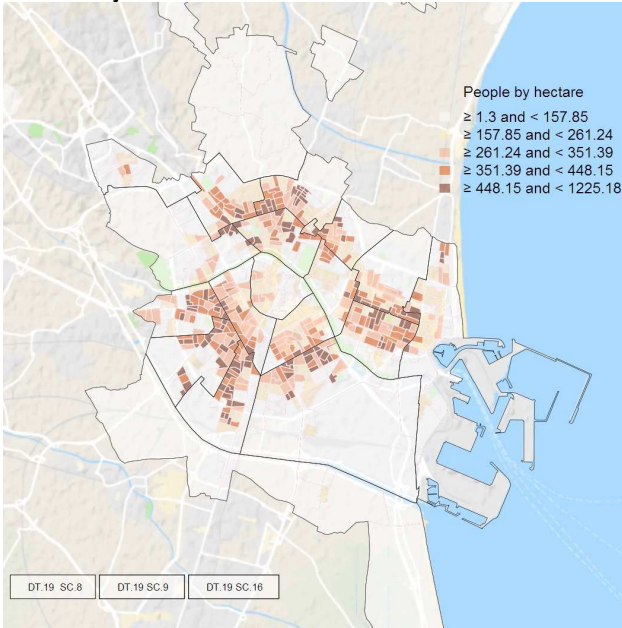 People by hectare
≥ 1.3 and < 157.85
≥ 157.85 and < 261.24
≥ 261.24 and < 351.39
≥ 351.39 and < 448.15
≥ 448.15 and < 1225.18
DT.19 SC.8
DT.19 SC.9
DT.19 SC.16